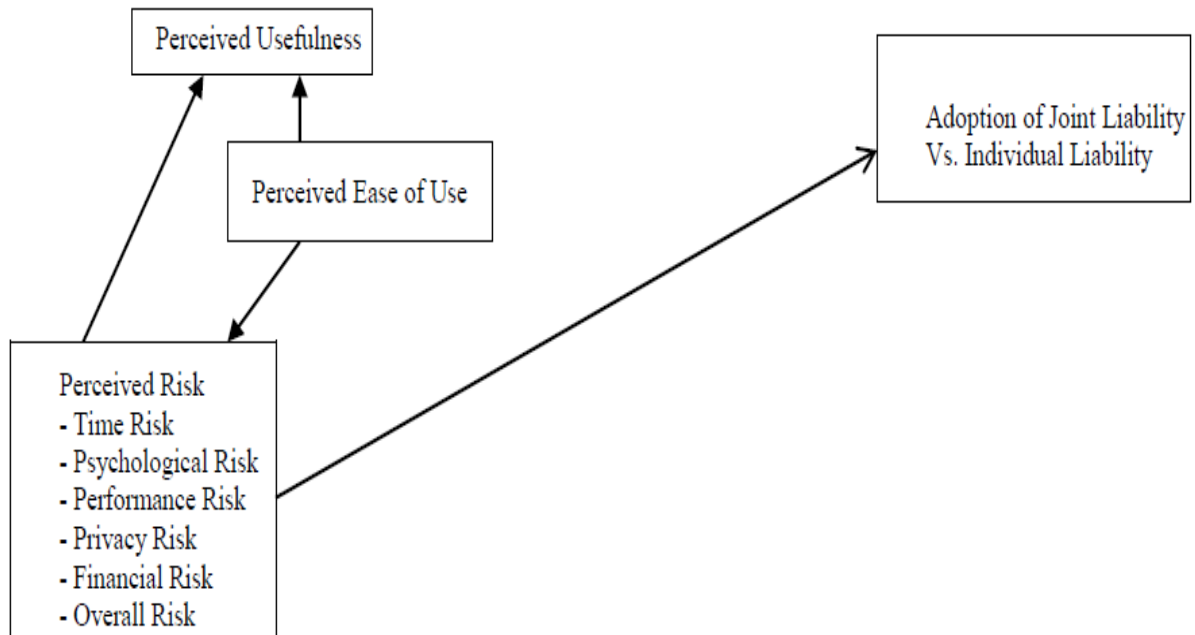 Perceived Usefulness
Adoption of Joint Liability
Vs. Individual Liability
Perceived Ease of Use
Perceived Risk
- Time Risk
- Psychological Risk
- Performance Risk
- Privacy Risk
- Financial Risk
- Overall Risk